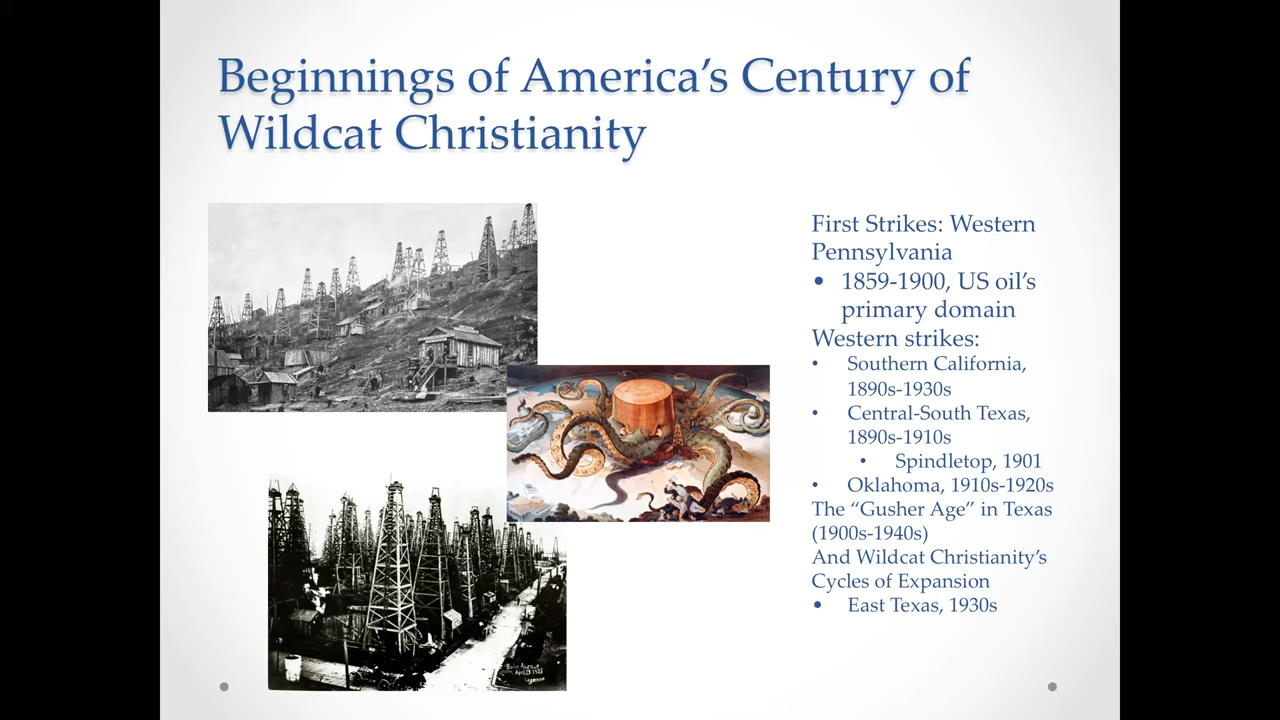 Beginnings of America’s Century of
Wildcat Christianity
First Strikes: Western
Pennsylvania
• 1859-1900, US oil’s
primary domain
Western strikes:
• Southern California,
1890s-1930s
• Central-South Texas,
1890s-1910s
• Spindletop, 1901
• Oklahoma, 1910s-1920s
The “Gusher Age” in Texas
(1900s-1940s)
And Wildcat Christianity’s
Cycles of Expansion
• East Texas, 1930s